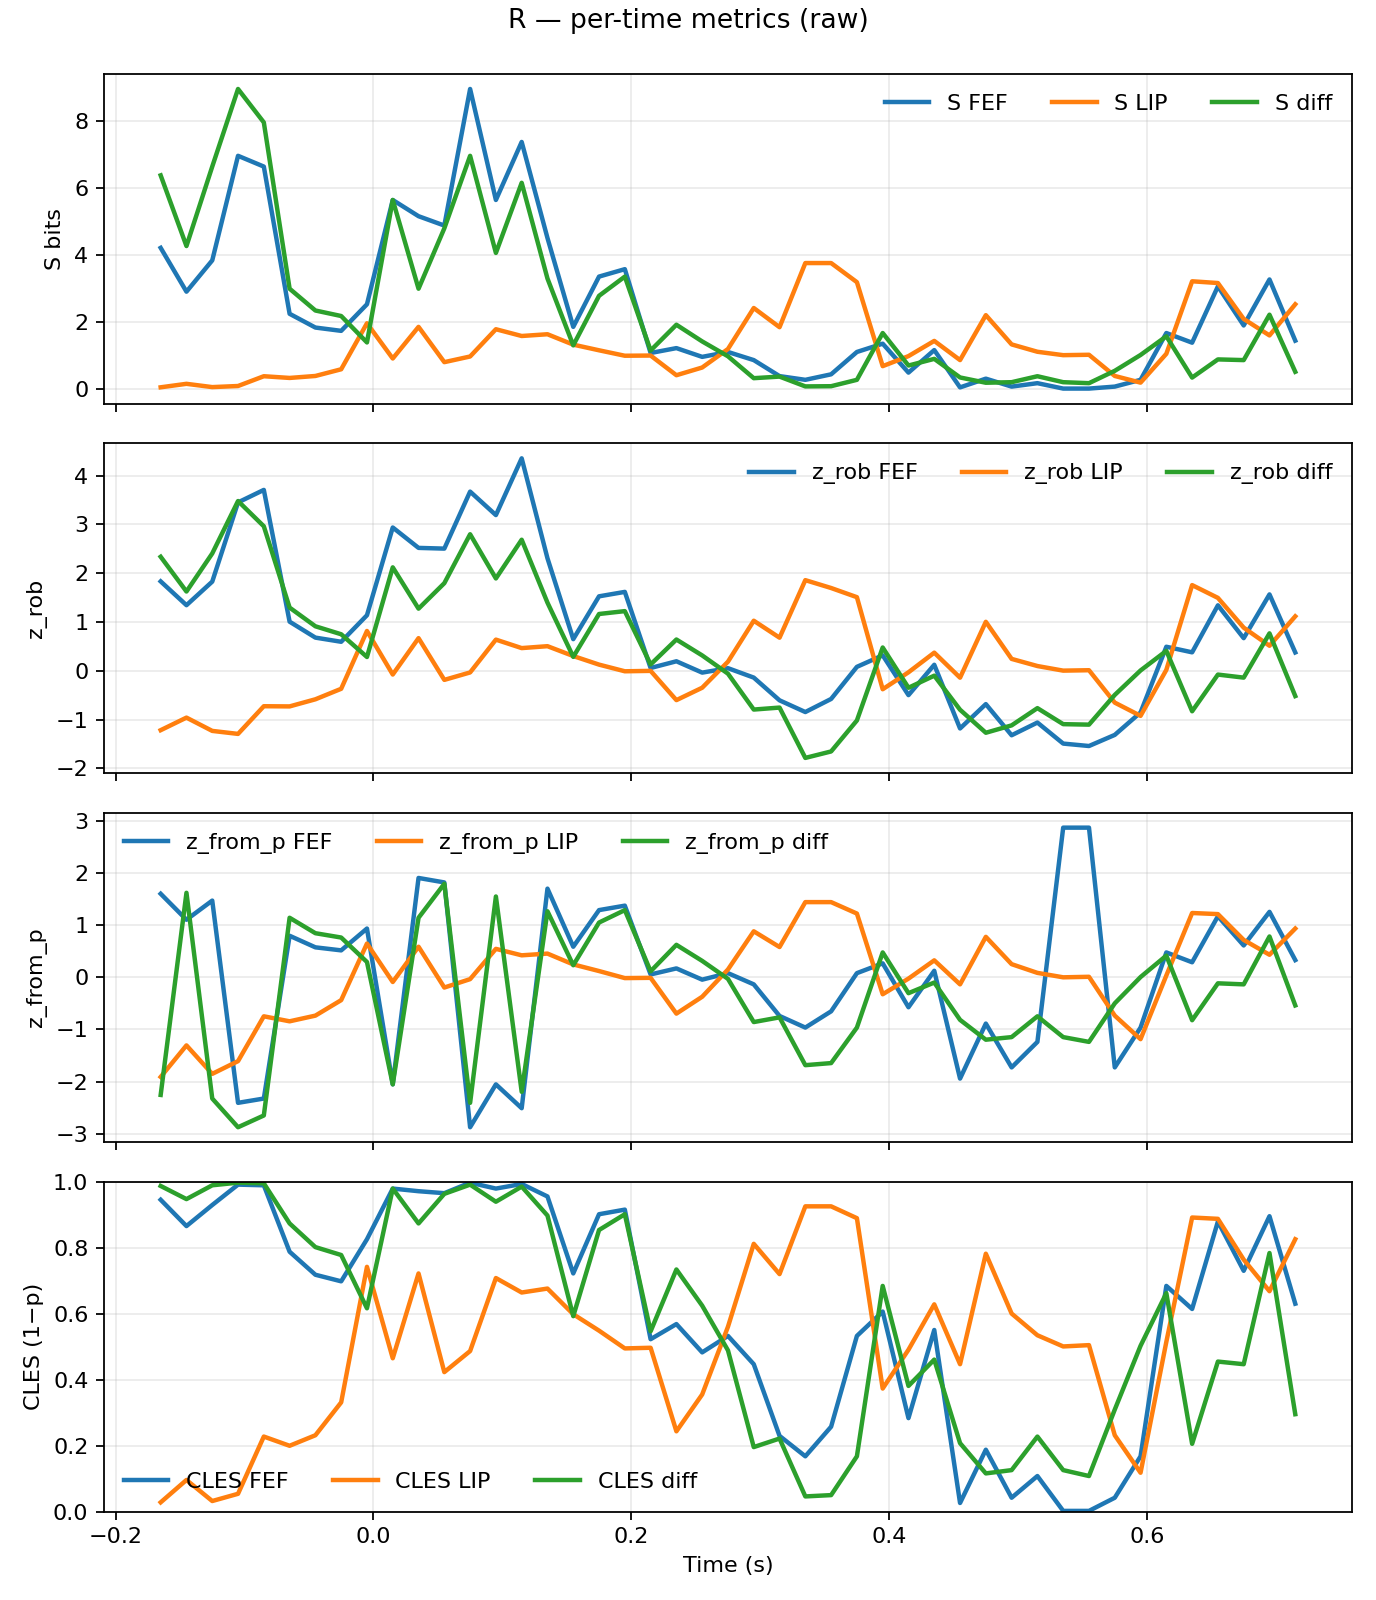 R — per-time metrics (raw)
S FEF S LIP S diff
8
6
4
2
0
S bits
z_rob FEF z_rob LIP z_rob diff
4
3
2
1
0
−1
−2
z_rob
z_from_p FEF z_from_p LIP z_from_p diff
3
2
1
0
−1
−2
−3
z_from_p
1.0
0.8
0.6
0.4
0.2
0.0
CLES (1−p)
CLES FEF CLES LIP CLES diff
−0.2 0.0 0.2 0.4 0.6
Time (s)